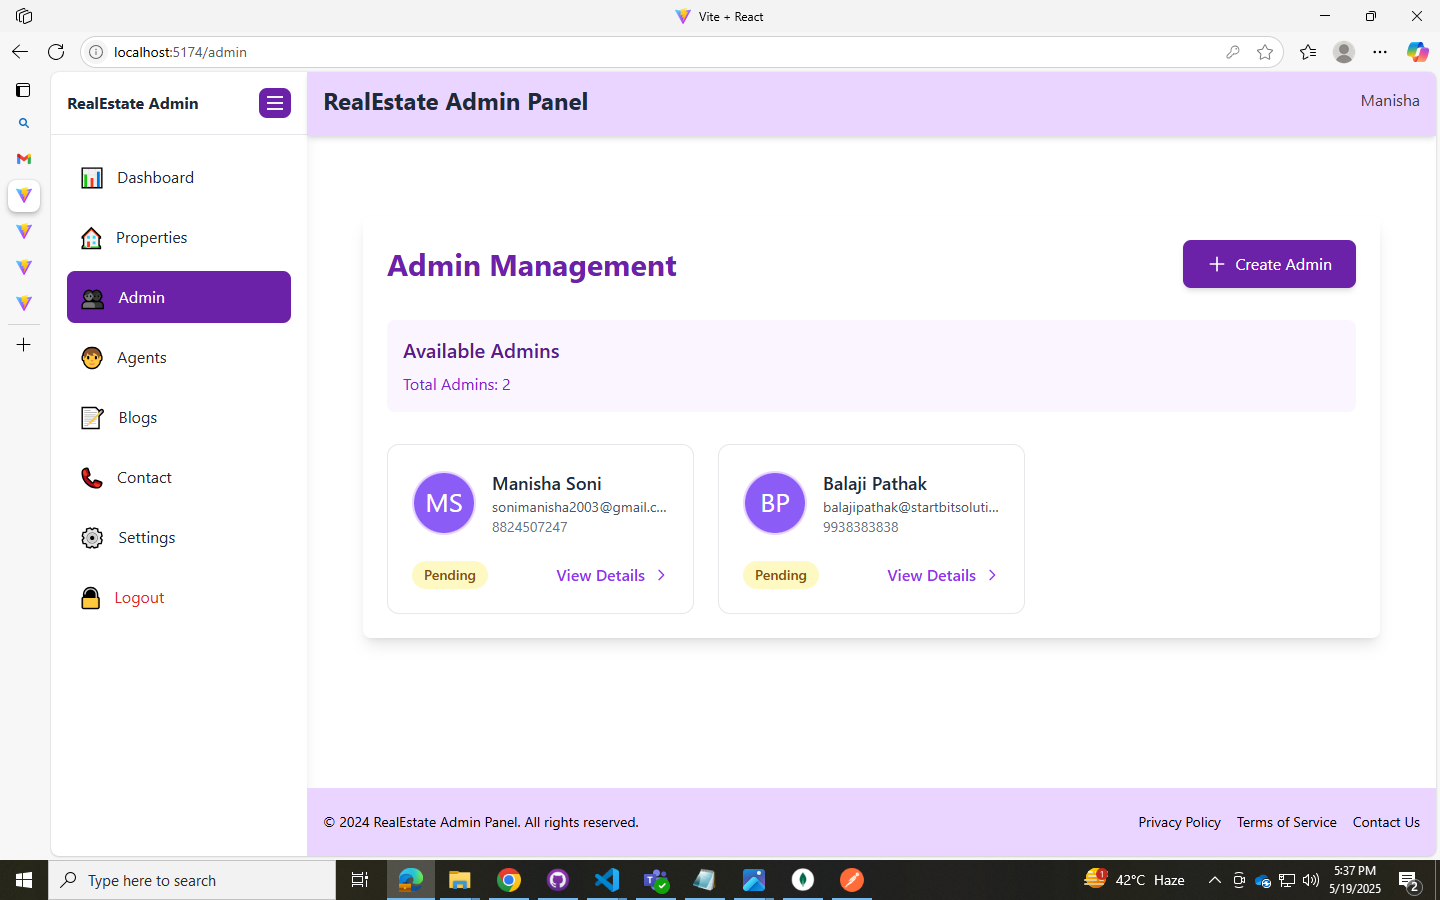 Vite + React
localhost:5174/admin
RealEstate Admin
RealEstate Admin Panel
Manisha
Dashboard
Properties
Admin
Agents
Blogs
Contact
Settings
Logout
Admin Management
Create Admin
Available Admins
Total Admins: 2
MS
Manisha Soni
sonimanisha2003@gmail.c...
8824507247
Pending
View Details
BP
Balaji Pathak
balajipathak@startbitsoluti...
9938383838
Pending
View Details
© 2024 RealEstate Admin Panel. All rights reserved.
Privacy Policy
Terms of Service
Contact Us
Type here to search
1
42°C Haze
5:37 PM
5/19/2025
2